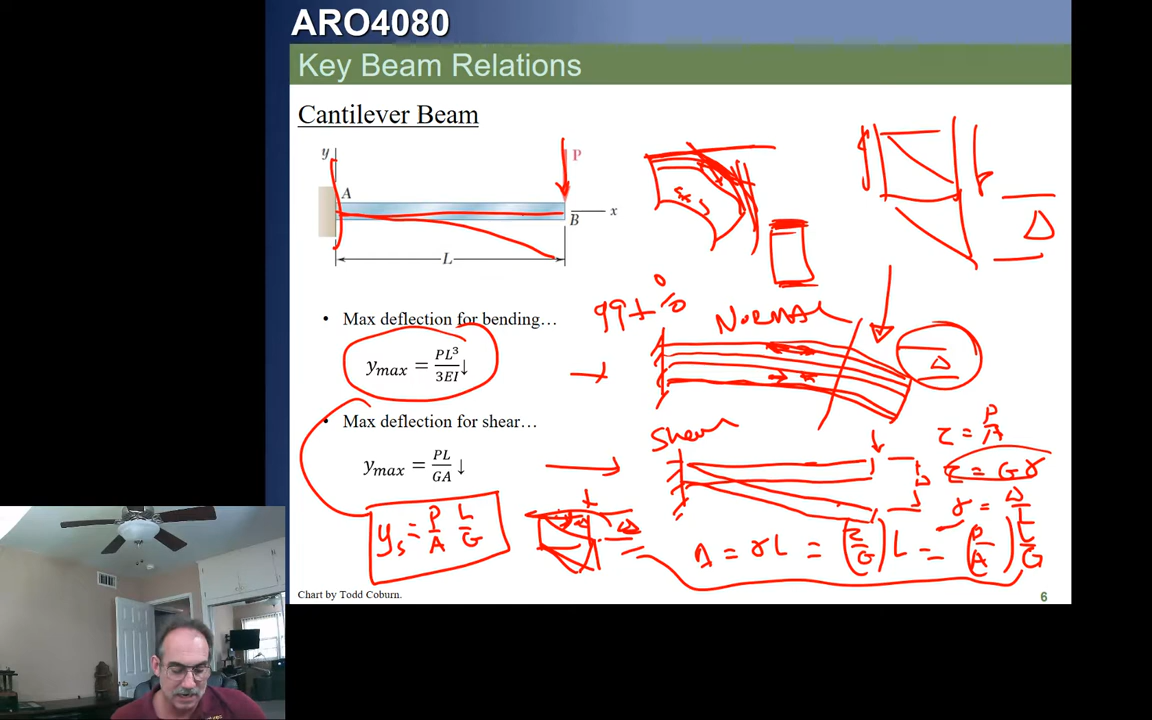 ARO4080
Key Beam Relations
Cantilever Beam
y
P
A
B
x
L
Δ
• Max deflection for bending…
y_max = PL³/3EI ↓
99+%
NORMAL
Δ
• Max deflection for shear…
y_max = PL/GA ↓
Shear
τ = P/A
τ = Gγ
γ = Δ/L
y_s = P/A L/G
Δ
Δ = γL = (τ/G) L = (P/A) L/G
Chart by Todd Coburn.
6